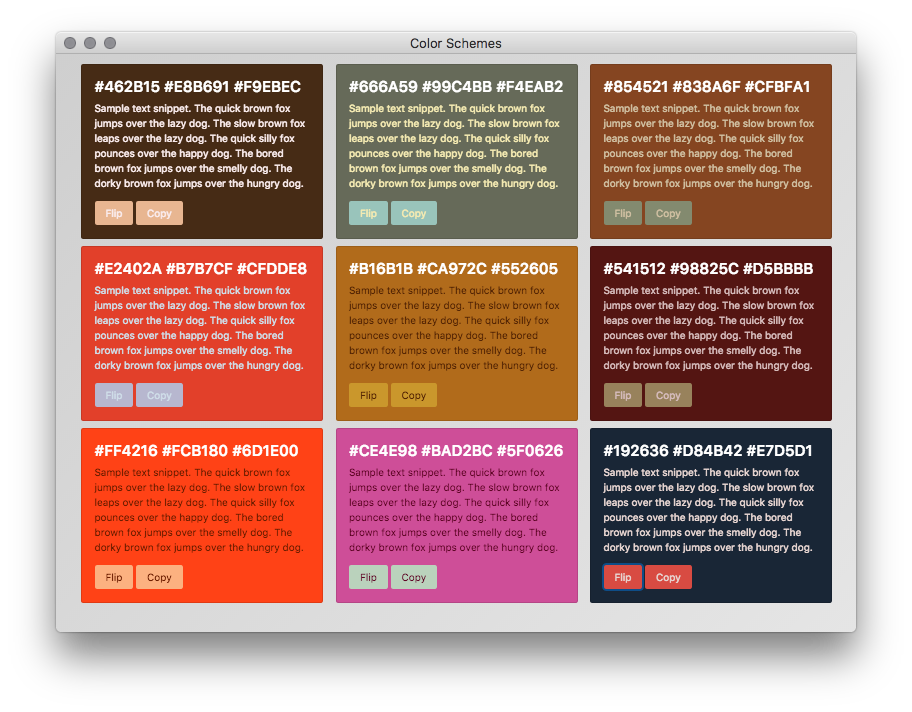 Color Schemes
#462B15 #E8B691 #F9EBEC
Sample text snippet. The quick brown fox
jumps over the lazy dog. The slow brown fox
leaps over the lazy dog. The quick silly fox
pounces over the happy dog. The bored
brown fox jumps over the smelly dog. The
dorky brown fox jumps over the hungry dog.
Flip Copy
#666A59 #99C4BB #F4EAB2
Sample text snippet. The quick brown fox
jumps over the lazy dog. The slow brown fox
leaps over the lazy dog. The quick silly fox
pounces over the happy dog. The bored
brown fox jumps over the smelly dog. The
dorky brown fox jumps over the hungry dog.
Flip Copy
#854521 #838A6F #CFBFA1
Sample text snippet. The quick brown fox
jumps over the lazy dog. The slow brown fox
leaps over the lazy dog. The quick silly fox
pounces over the happy dog. The bored
brown fox jumps over the smelly dog. The
dorky brown fox jumps over the hungry dog.
Flip Copy
#E2402A #B7B7CF #CFDDE8
Sample text snippet. The quick brown fox
jumps over the lazy dog. The slow brown fox
leaps over the lazy dog. The quick silly fox
pounces over the happy dog. The bored
brown fox jumps over the smelly dog. The
dorky brown fox jumps over the hungry dog.
Flip Copy
#B16B1B #CA972C #552605
Sample text snippet. The quick brown fox
jumps over the lazy dog. The slow brown fox
leaps over the lazy dog. The quick silly fox
pounces over the happy dog. The bored
brown fox jumps over the smelly dog. The
dorky brown fox jumps over the hungry dog.
Flip Copy
#541512 #98825C #D5BBBB
Sample text snippet. The quick brown fox
jumps over the lazy dog. The slow brown fox
leaps over the lazy dog. The quick silly fox
pounces over the happy dog. The bored
brown fox jumps over the smelly dog. The
dorky brown fox jumps over the hungry dog.
Flip Copy
#FF4216 #FCB180 #6D1E00
Sample text snippet. The quick brown fox
jumps over the lazy dog. The slow brown fox
leaps over the lazy dog. The quick silly fox
pounces over the happy dog. The bored
brown fox jumps over the smelly dog. The
dorky brown fox jumps over the hungry dog.
Flip Copy
#CE4E98 #BAD2BC #5F0626
Sample text snippet. The quick brown fox
jumps over the lazy dog. The slow brown fox
leaps over the lazy dog. The quick silly fox
pounces over the happy dog. The bored
brown fox jumps over the smelly dog. The
dorky brown fox jumps over the hungry dog.
Flip Copy
#192636 #D84B42 #E7D5D1
Sample text snippet. The quick brown fox
jumps over the lazy dog. The slow brown fox
leaps over the lazy dog. The quick silly fox
pounces over the happy dog. The bored
brown fox jumps over the smelly dog. The
dorky brown fox jumps over the hungry dog.
Flip Copy